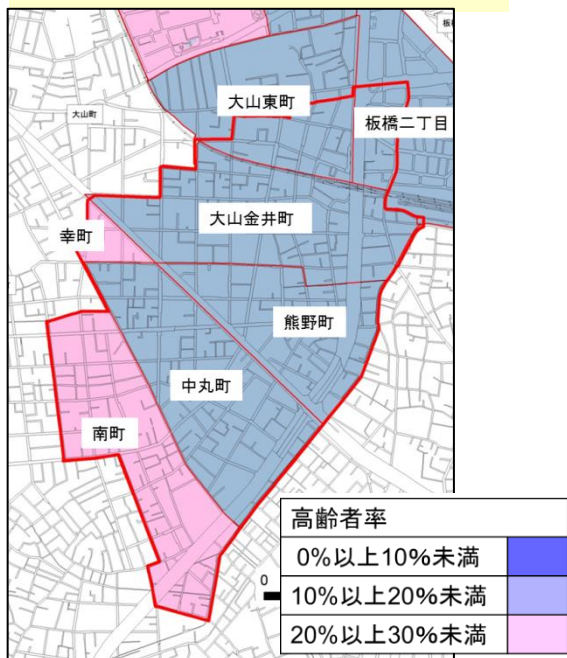 板橋
大山東町
大山町
板橋二丁目
大山金井町
幸町
熊野町
中丸町
南町
高齢者率
0%以上10%未満
10%以上20%未満
20%以上30%未満
0